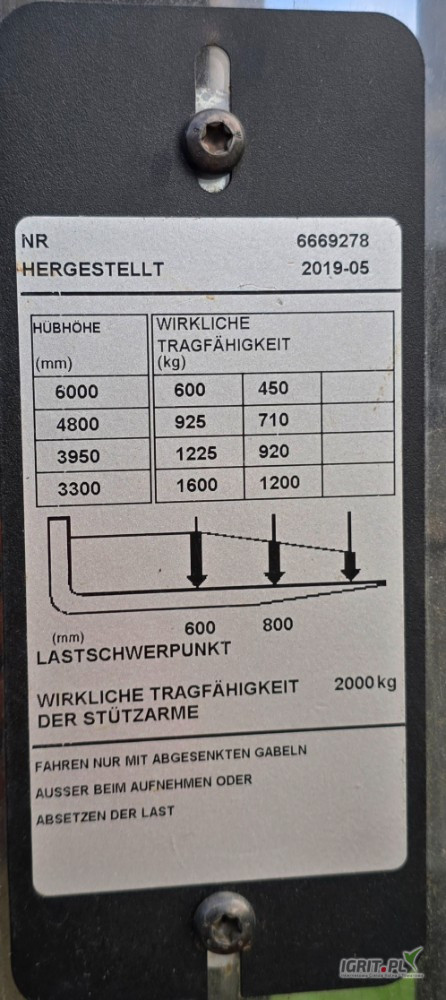 NR 6669278
HERGESTELLT 2019-05
HÜBHÖHE WIRKLICHE
TRAGFÄHIGKEIT
(mm) (kg)
6000 600 450
4800 925 710
3950 1225 920
3300 1600 1200
(mm) 600 800
LASTSCHWERPUNKT
WIRKLICHE TRAGFÄHIGKEIT 2000kg
DER STÜTZARME
FAHREN NUR MIT ABGESENKTEN GABELN
AUSSER BEIM AUFNEHMEN ODER
ABSETZEN DER LAST
IGRIT.PL